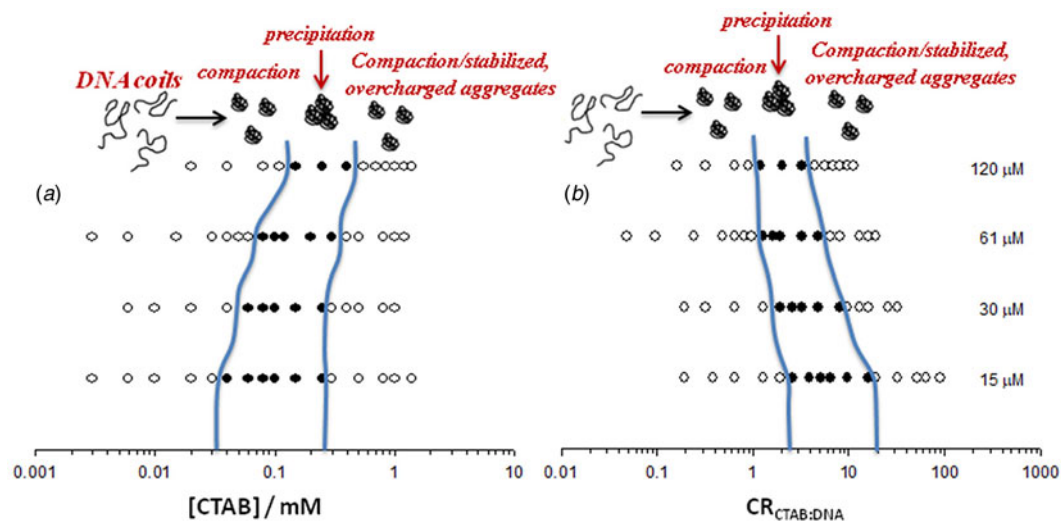 precipitation
compaction
Compaction/stabilized,
overcharged aggregates
DNA coils
(a)
0.001
0.01
0.1
1
10
[CTAB] / mM
precipitation
compaction
Compaction/stabilized,
overcharged aggregates
(b)
120 μM
61 μM
30 μM
15 μM
0.01
0.1
1
10
100
1000
CRCTAB:DNA